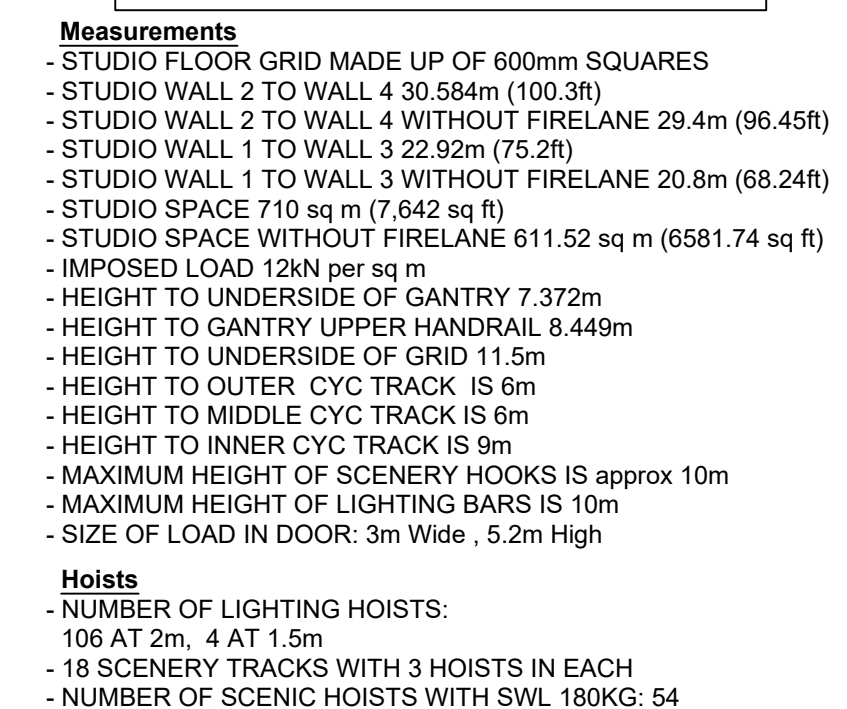 Measurements
- STUDIO FLOOR GRID MADE UP OF 600mm SQUARES
- STUDIO WALL 2 TO WALL 4 30.584m (100.3ft)
- STUDIO WALL 2 TO WALL 4 WITHOUT FIRELANE 29.4m (96.45ft)
- STUDIO WALL 1 TO WALL 3 22.92m (75.2ft)
- STUDIO WALL 1 TO WALL 3 WITHOUT FIRELANE 20.8m (68.24ft)
- STUDIO SPACE 710 sq m (7,642 sq ft)
- STUDIO SPACE WITHOUT FIRELANE 611.52 sq m (6581.74 sq ft)
- IMPOSED LOAD 12kN per sq m
- HEIGHT TO UNDERSIDE OF GANTRY 7.372m
- HEIGHT TO GANTRY UPPER HANDRAIL 8.449m
- HEIGHT TO UNDERSIDE OF GRID 11.5m
- HEIGHT TO OUTER  CYC TRACK  IS 6m
- HEIGHT TO MIDDLE CYC TRACK IS 6m
- HEIGHT TO INNER CYC TRACK IS 9m
- MAXIMUM HEIGHT OF SCENERY HOOKS IS approx 10m
- MAXIMUM HEIGHT OF LIGHTING BARS IS 10m
- SIZE OF LOAD IN DOOR: 3m Wide , 5.2m High
Hoists
- NUMBER OF LIGHTING HOISTS:
106 AT 2m,  4 AT 1.5m
- 18 SCENERY TRACKS WITH 3 HOISTS IN EACH
- NUMBER OF SCENIC HOISTS WITH SWL 180KG: 54